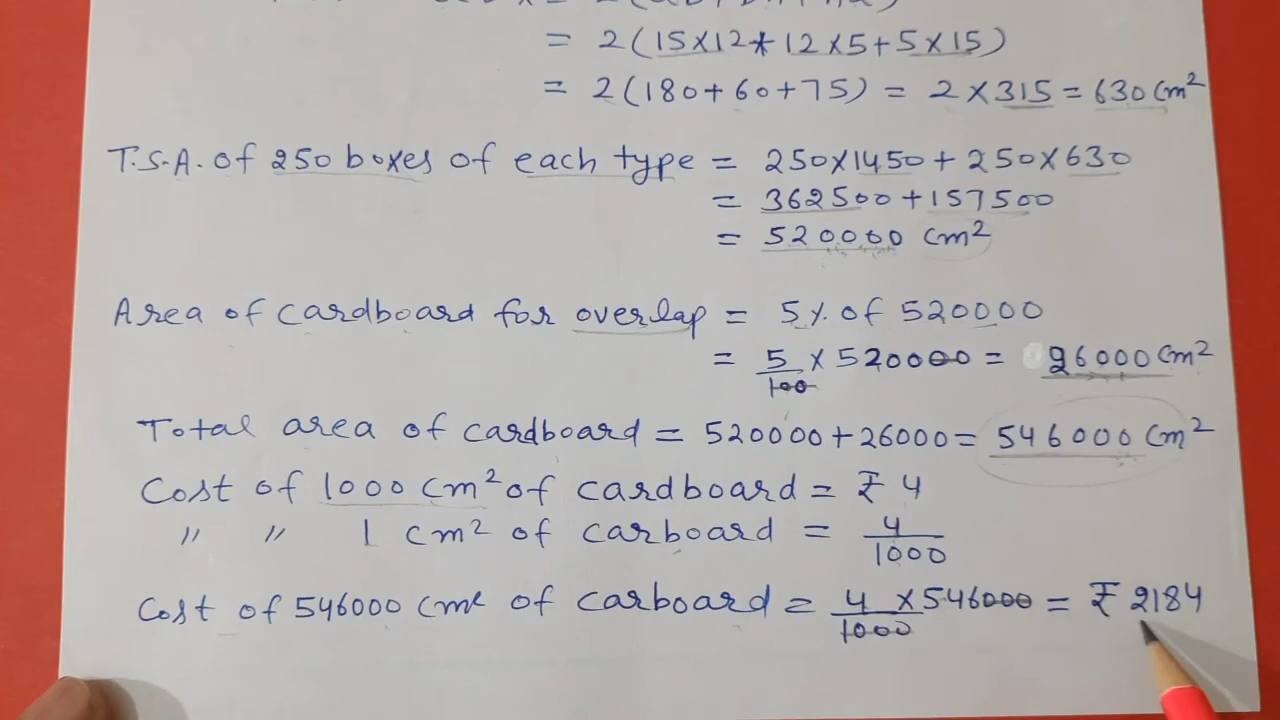 = 2(15×12+12×5+5×15)
= 2(180+60+75) = 2×315 = 630 cm²
T.S.A. of 250 boxes of each type = 250×1450+250×630
= 362500+157500
= 520000 cm²
Area of cardboard for overlap = 5% of 520000
= 5/100 × 520000 = 26000 cm²
Total area of cardboard = 520000+26000 = 546000 cm²
Cost of 1000 cm² of cardboard = ₹ 4
" " 1 cm² of carboard = 4/1000
Cost of 546000 cm² of carboard = 4/1000 ×546000 = ₹ 2184